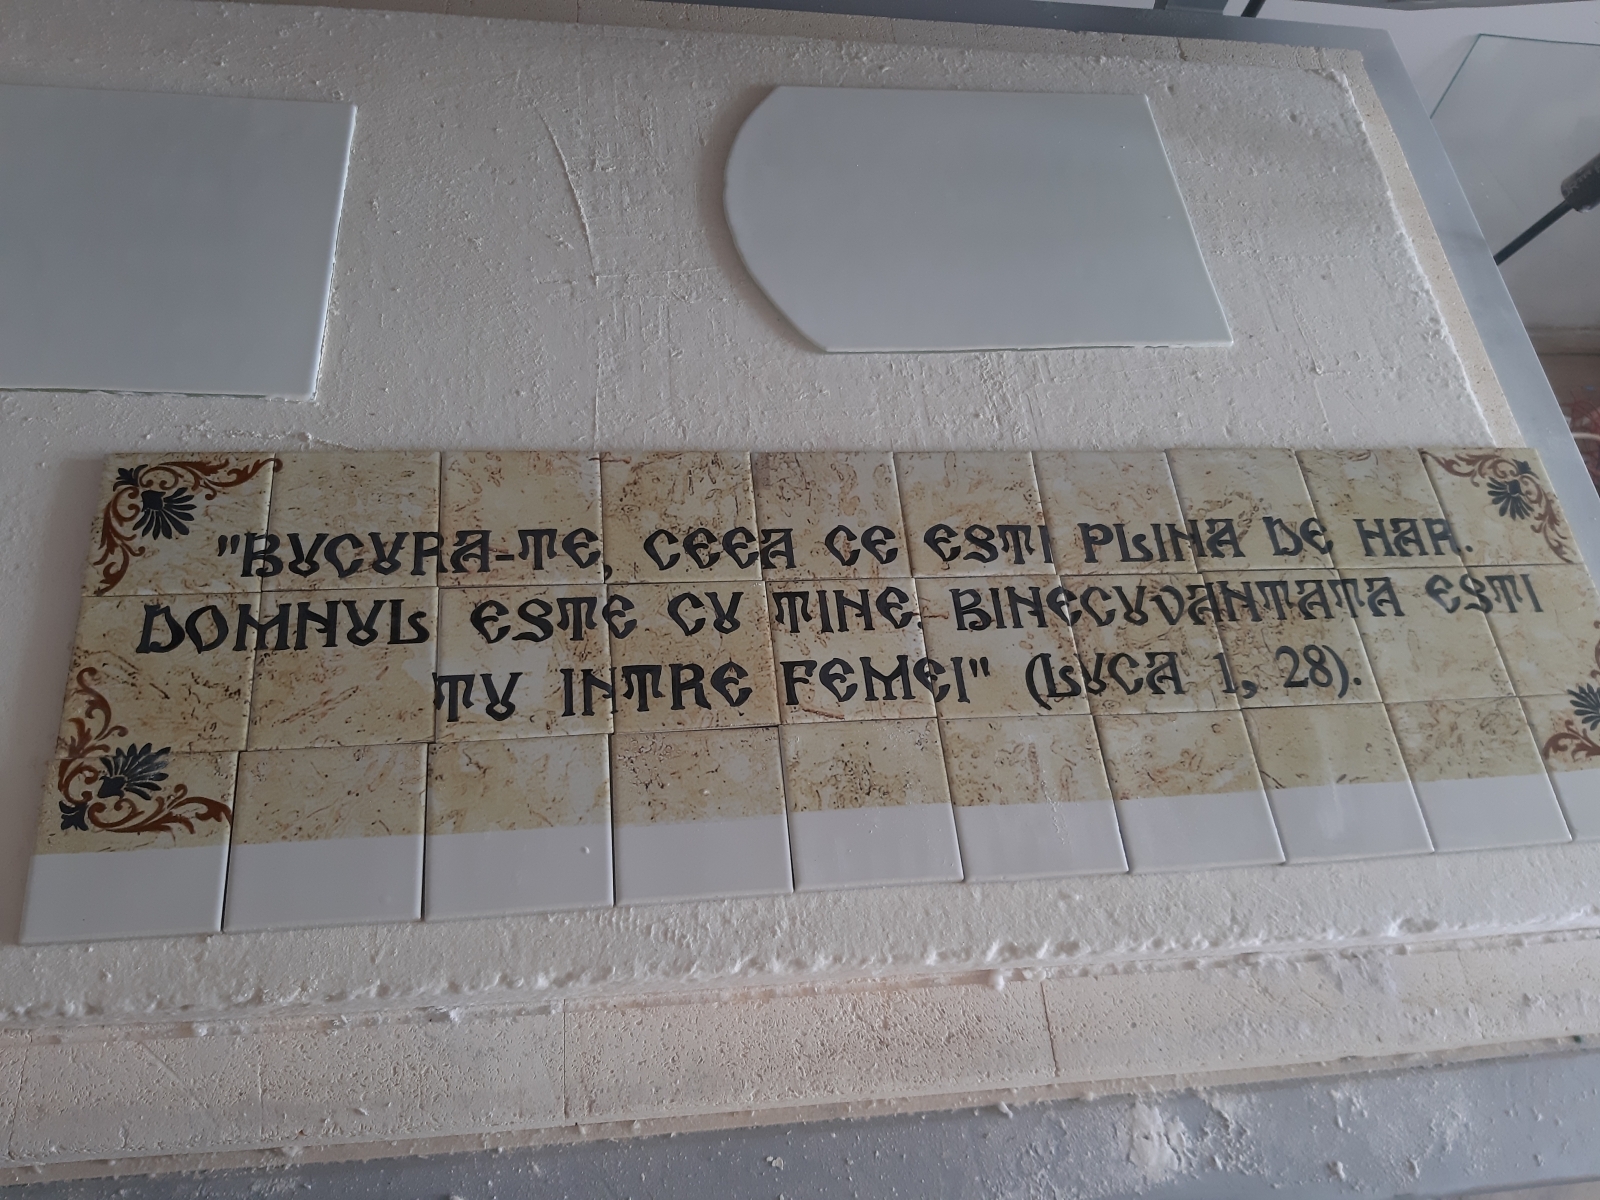 "BUCURA-TE, CEEA CE ESTI PLINA DE HAR.
DOMNUL ESTE CU TINE. BINECUVANTATA ESTI
TU INTRE FEMEI" (LUCA 1, 28).